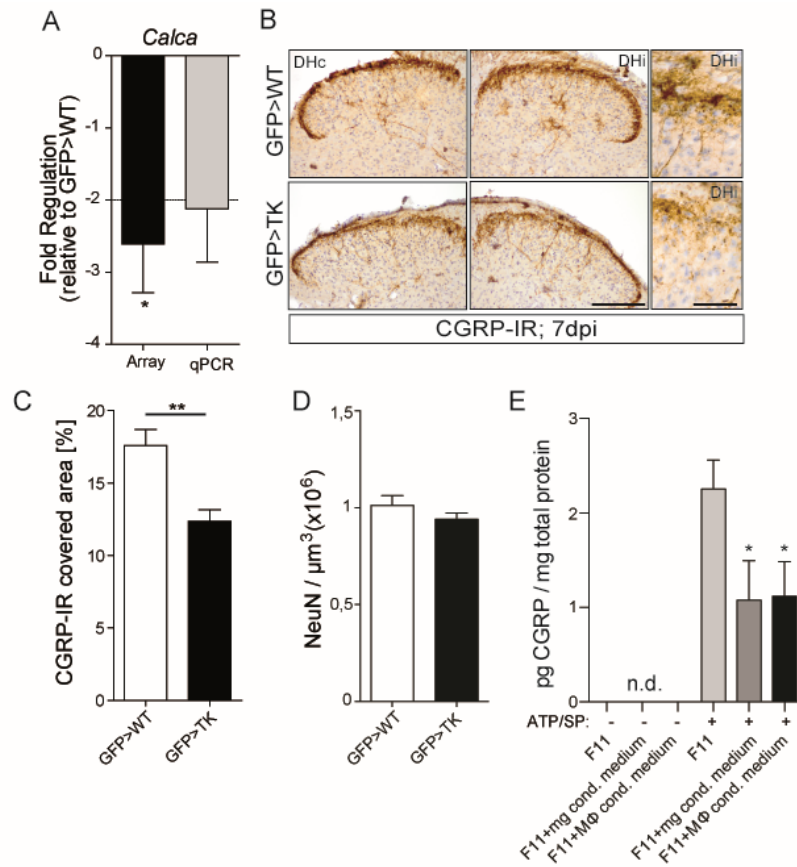 A
Calca
Fold Regulation
(relative to GFP>WT)
0
-1
-2
-3
-4
*
Array
qPCR
B
GFP>WT
GFP>TK
DHc
DHi
DHi
DHi
CGRP-IR; 7dpi
C
CGRP-IR covered area [%]
20
15
10
5
0
**
GFP>WT
GFP>TK
D
NeuN / µm³(x10⁶)
1,5
1
0,5
0
GFP>WT
GFP>TK
E
pg CGRP / mg total protein
3
2
1
0
n.d.
*
*
ATP/SP: - - - + + +
F11
F11+mg cond. medium
F11+MΦ cond. medium
F11
F11+mg cond. medium
F11+MΦ cond. medium